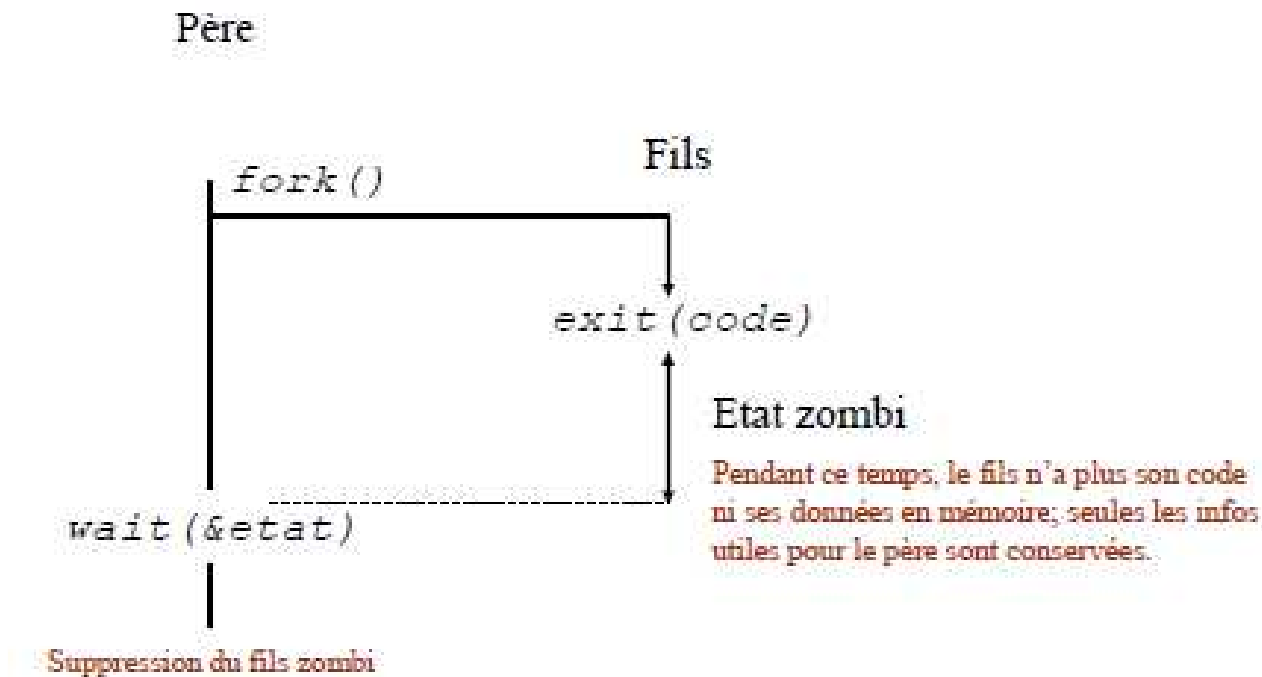 Père
Fils
fork()
exit(code)
Etat zombi
Pendant ce temps, le fils n'a plus son code
ni ses données en mémoire; seules les infos
utiles pour le père sont conservées.
wait(&etat)
Suppression du fils zombi